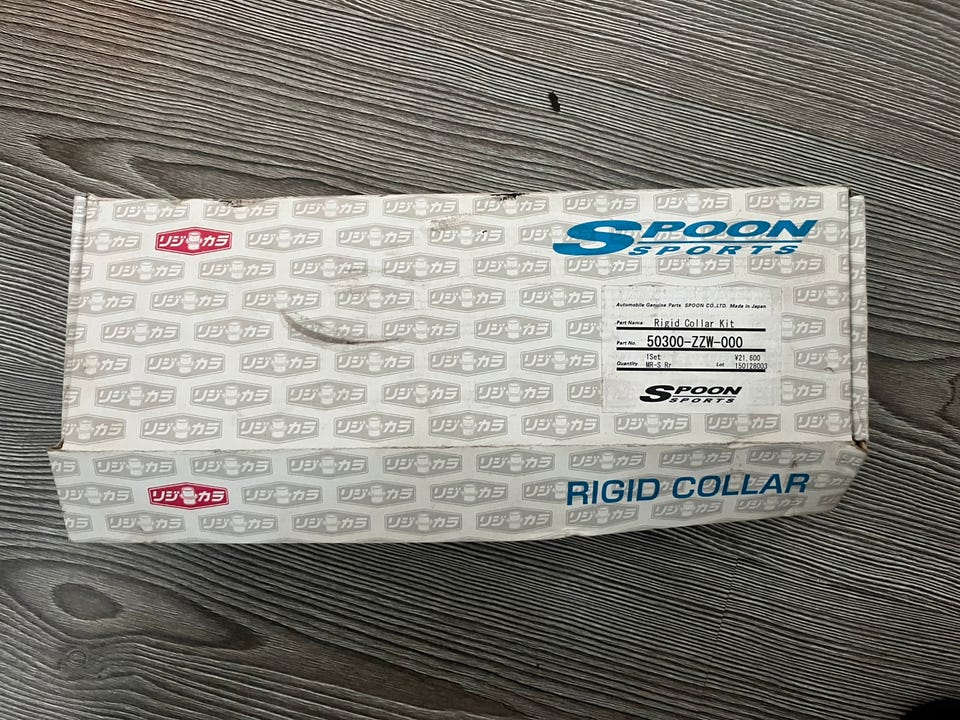 リジカラ
SPOON
SPORTS
Automobile Genuine Parts SPOON CO.,LTD. Made in Japan
Part Name Rigid Collar Kit
Part No. 50300-ZZW-000
1Set ¥21,600
Quantity MR-S Rr Lot 150128003
SPOON
SPORTS
リジカラ
RIGID COLLAR